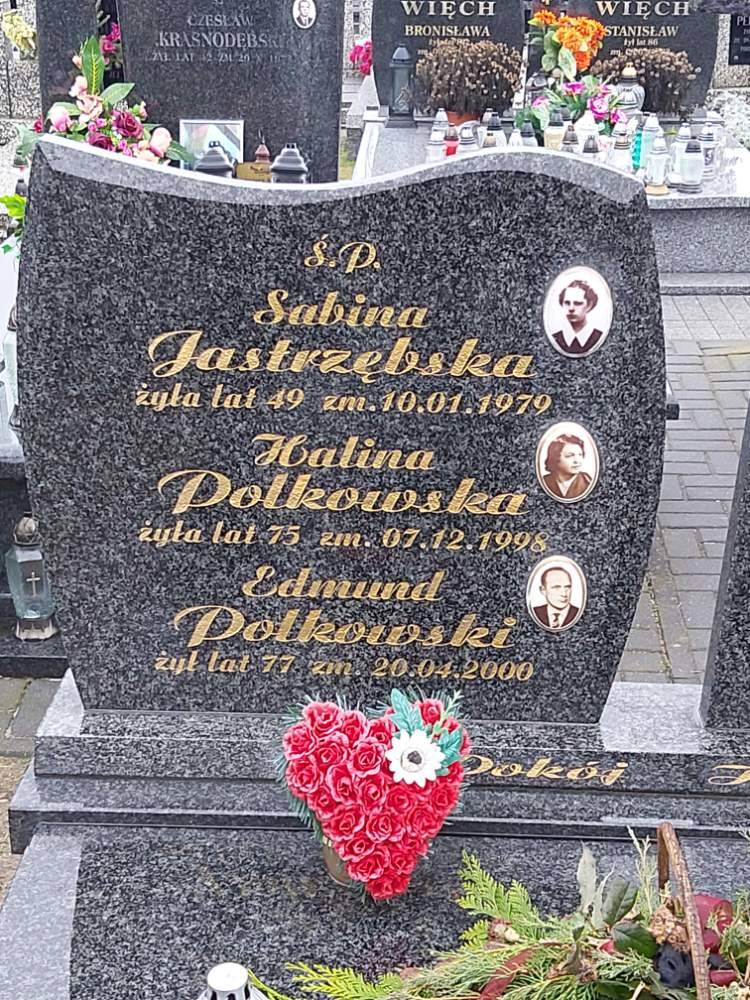 CZESŁAW
KRASNODĘBSKI
WIĘCH
BRONISŁAWA
WIĘCH
STANISŁAW
Ś.P.
Sabina
Jastrzębska
żyła lat 49 zm. 10.01.1979
Halina
Polkowska
żyła lat 75 zm. 07.12.1998
Edmund
Polkowski
żył lat 77 zm. 20.04.2000
Pokój